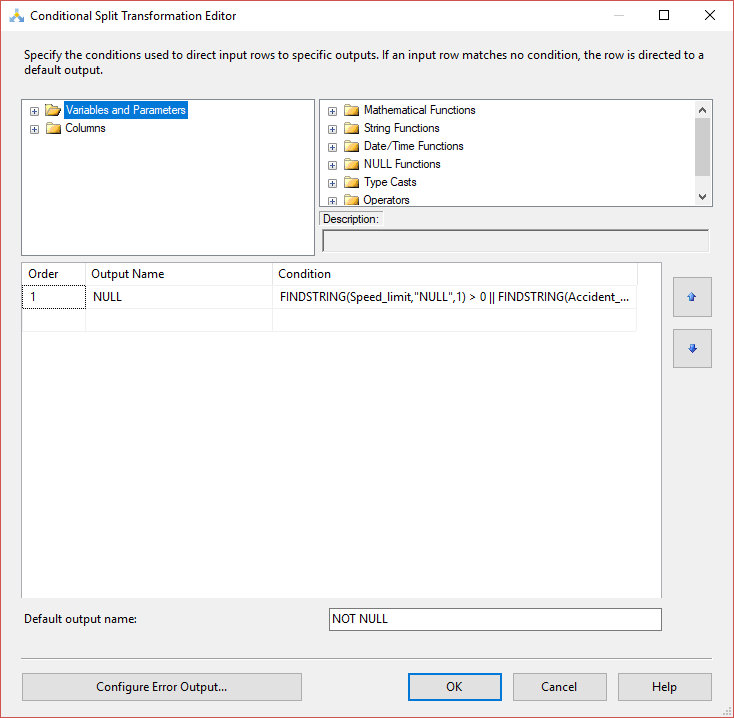 Conditional Split Transformation Editor
Specify the conditions used to direct input rows to specific outputs. If an input row matches no condition, the row is directed to a
default output.
Variables and Parameters
Columns
Mathematical Functions
String Functions
Date/Time Functions
NULL Functions
Type Casts
Operators
Description:
Order Output Name Condition
1 NULL FINDSTRING(Speed_limit,"NULL",1) > 0 || FINDSTRING(Accident_...
Default output name: NOT NULL
Configure Error Output... OK Cancel Help